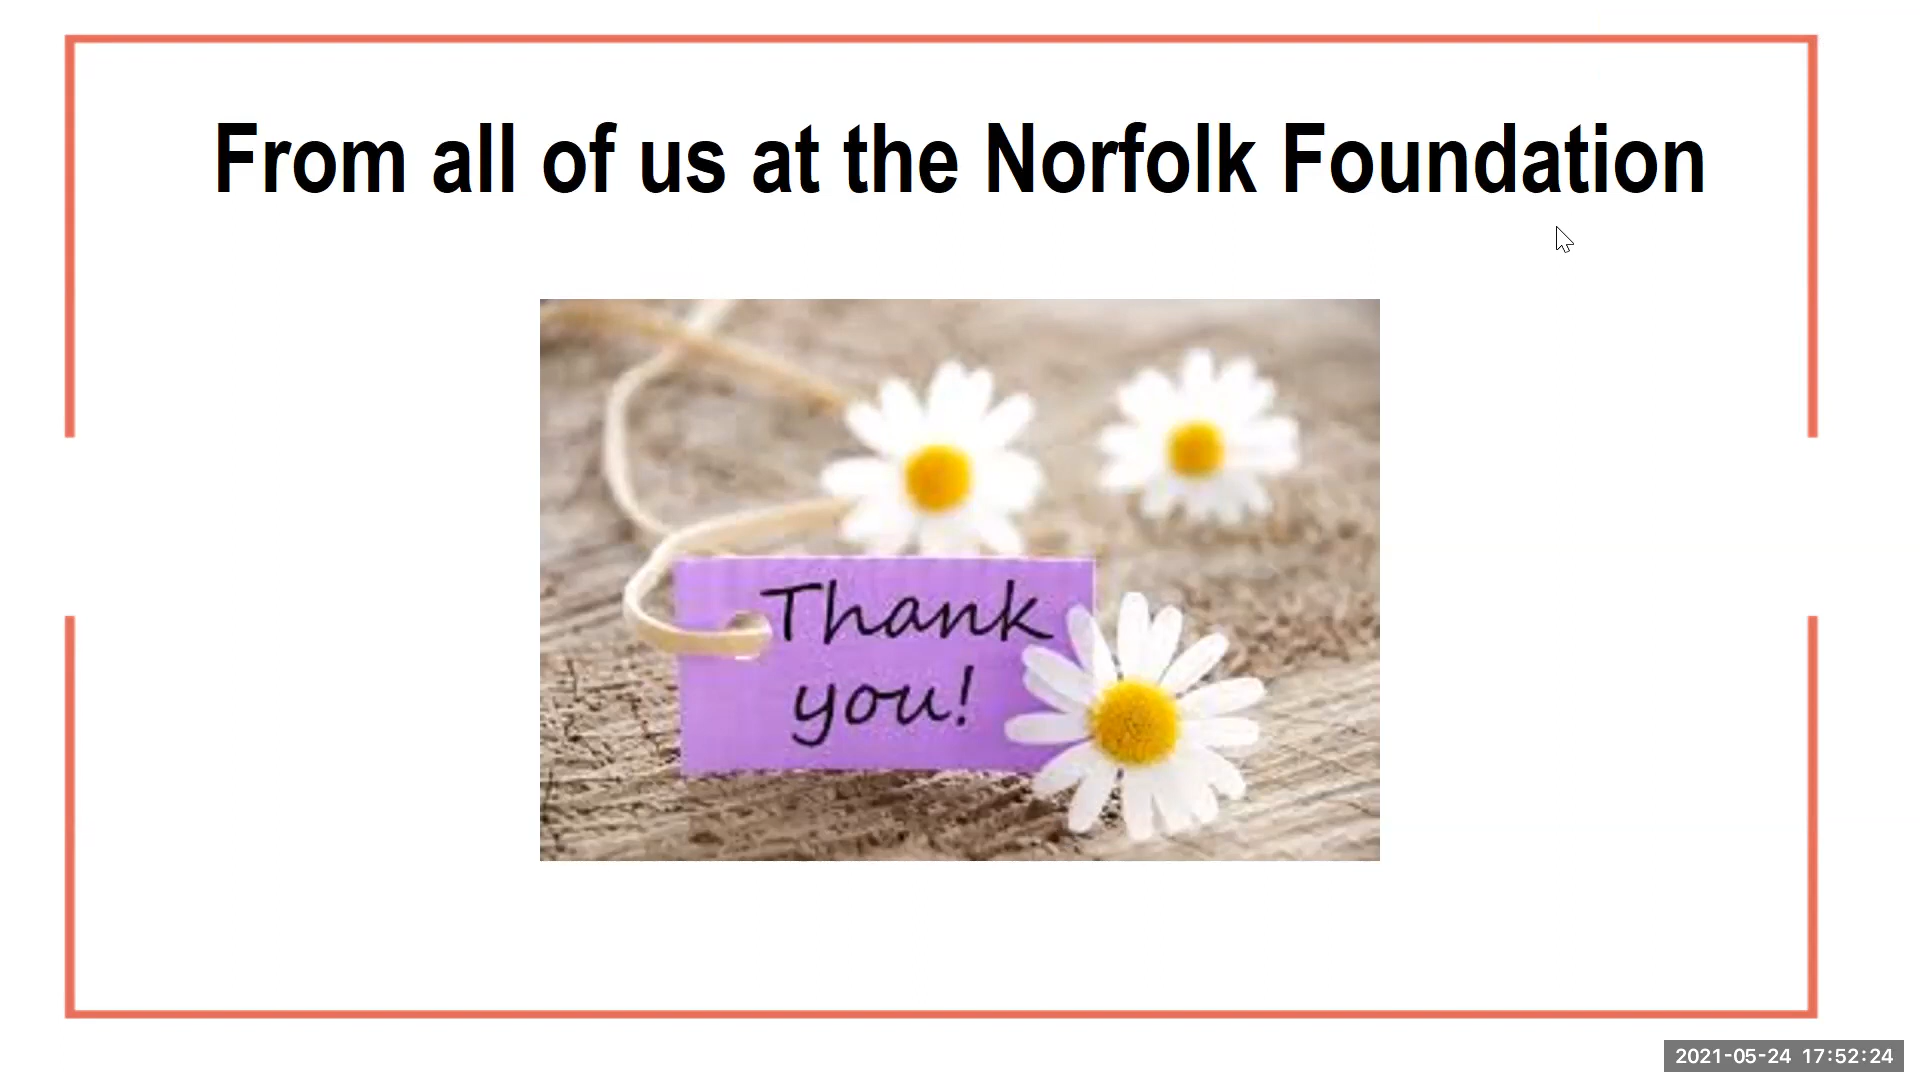 From all of us at the Norfolk Foundation
Thank
you!
2021-05-24 17:52:24